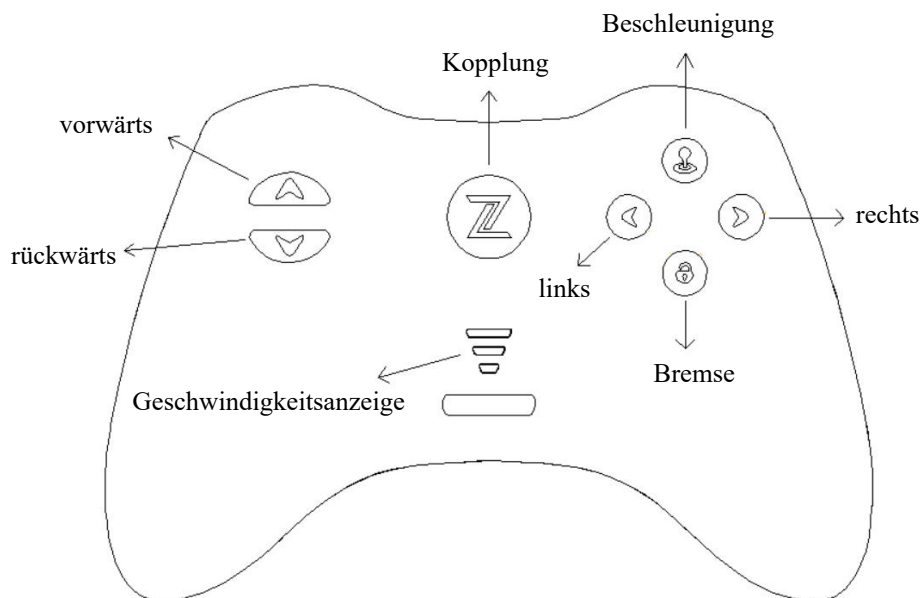 Beschleunigung
Kopplung
vorwärts
rechts
rückwärts
links
Bremse
Geschwindigkeitsanzeige
Z